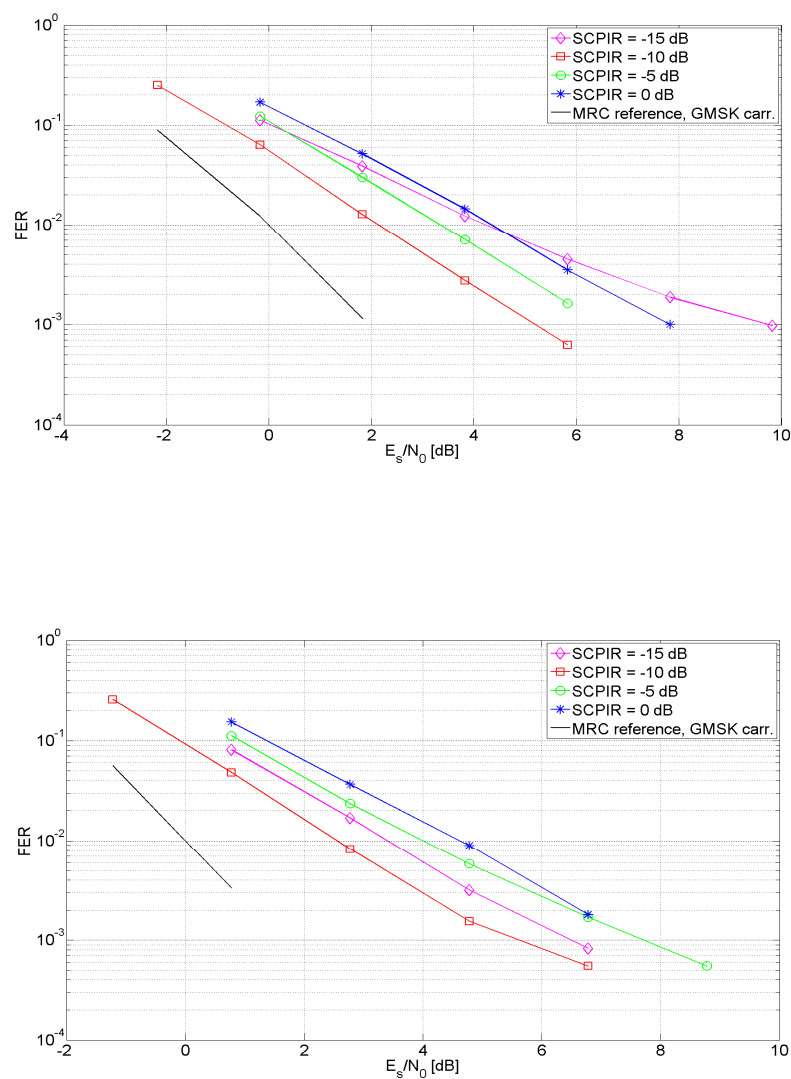 10^0
10^-1
10^-2
10^-3
10^-4
FER
-4 -2 0 2 4 6 8 10
E_s/N_0 [dB]
SCPIR = -15 dB
SCPIR = -10 dB
SCPIR = -5 dB
SCPIR = 0 dB
MRC reference, GMSK carr.
10^0
10^-1
10^-2
10^-3
10^-4
FER
-2 0 2 4 6 8 10
E_s/N_0 [dB]
SCPIR = -15 dB
SCPIR = -10 dB
SCPIR = -5 dB
SCPIR = 0 dB
MRC reference, GMSK carr.